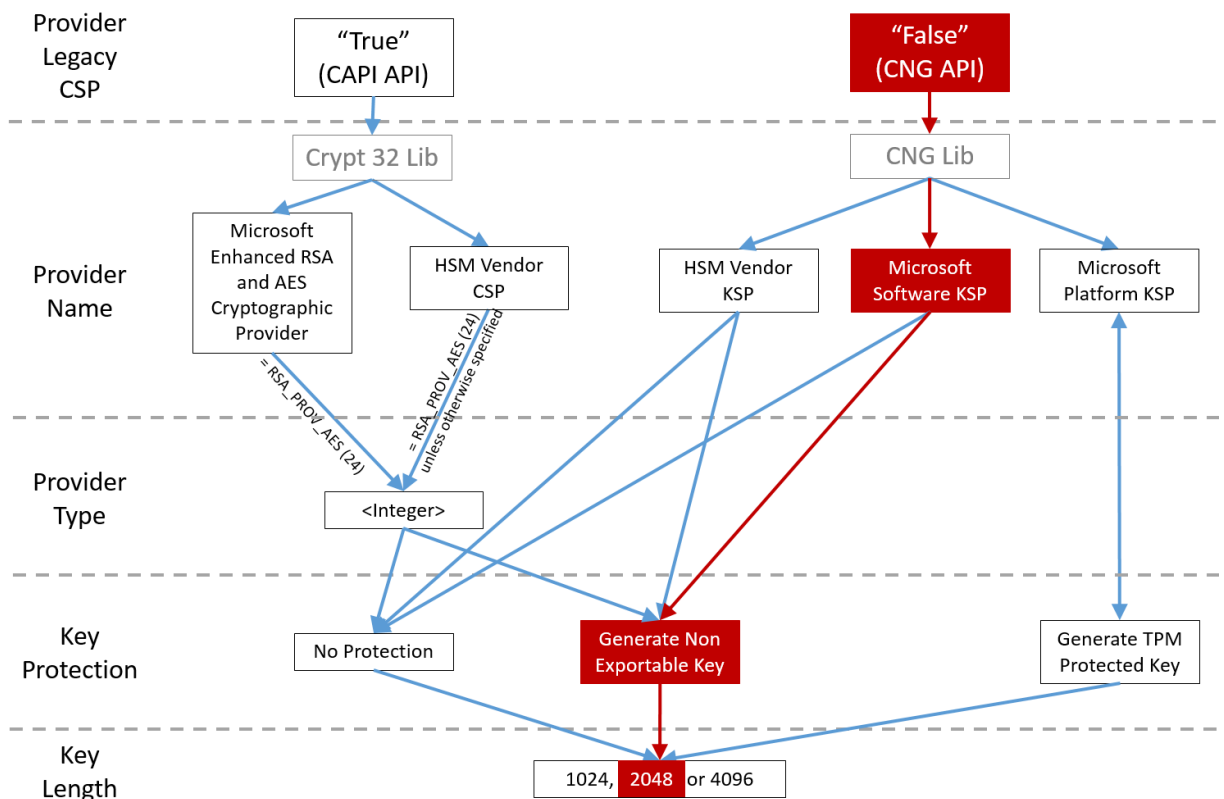 Provider
Legacy
CSP
“True”
(CAPI API)
“False”
(CNG API)
Crypt 32 Lib
CNG Lib
Provider
Name
Microsoft
Enhanced RSA
and AES
Cryptographic
Provider
HSM Vendor
CSP
HSM Vendor
KSP
Microsoft
Software KSP
Microsoft
Platform KSP
= RSA_PROV_AES (24)
= RSA_PROV_AES (24)
unless otherwise specified
Provider
Type
<Integer>
Key
Protection
No Protection
Generate Non
Exportable Key
Generate TPM
Protected Key
Key
Length
1024, 2048 or 4096